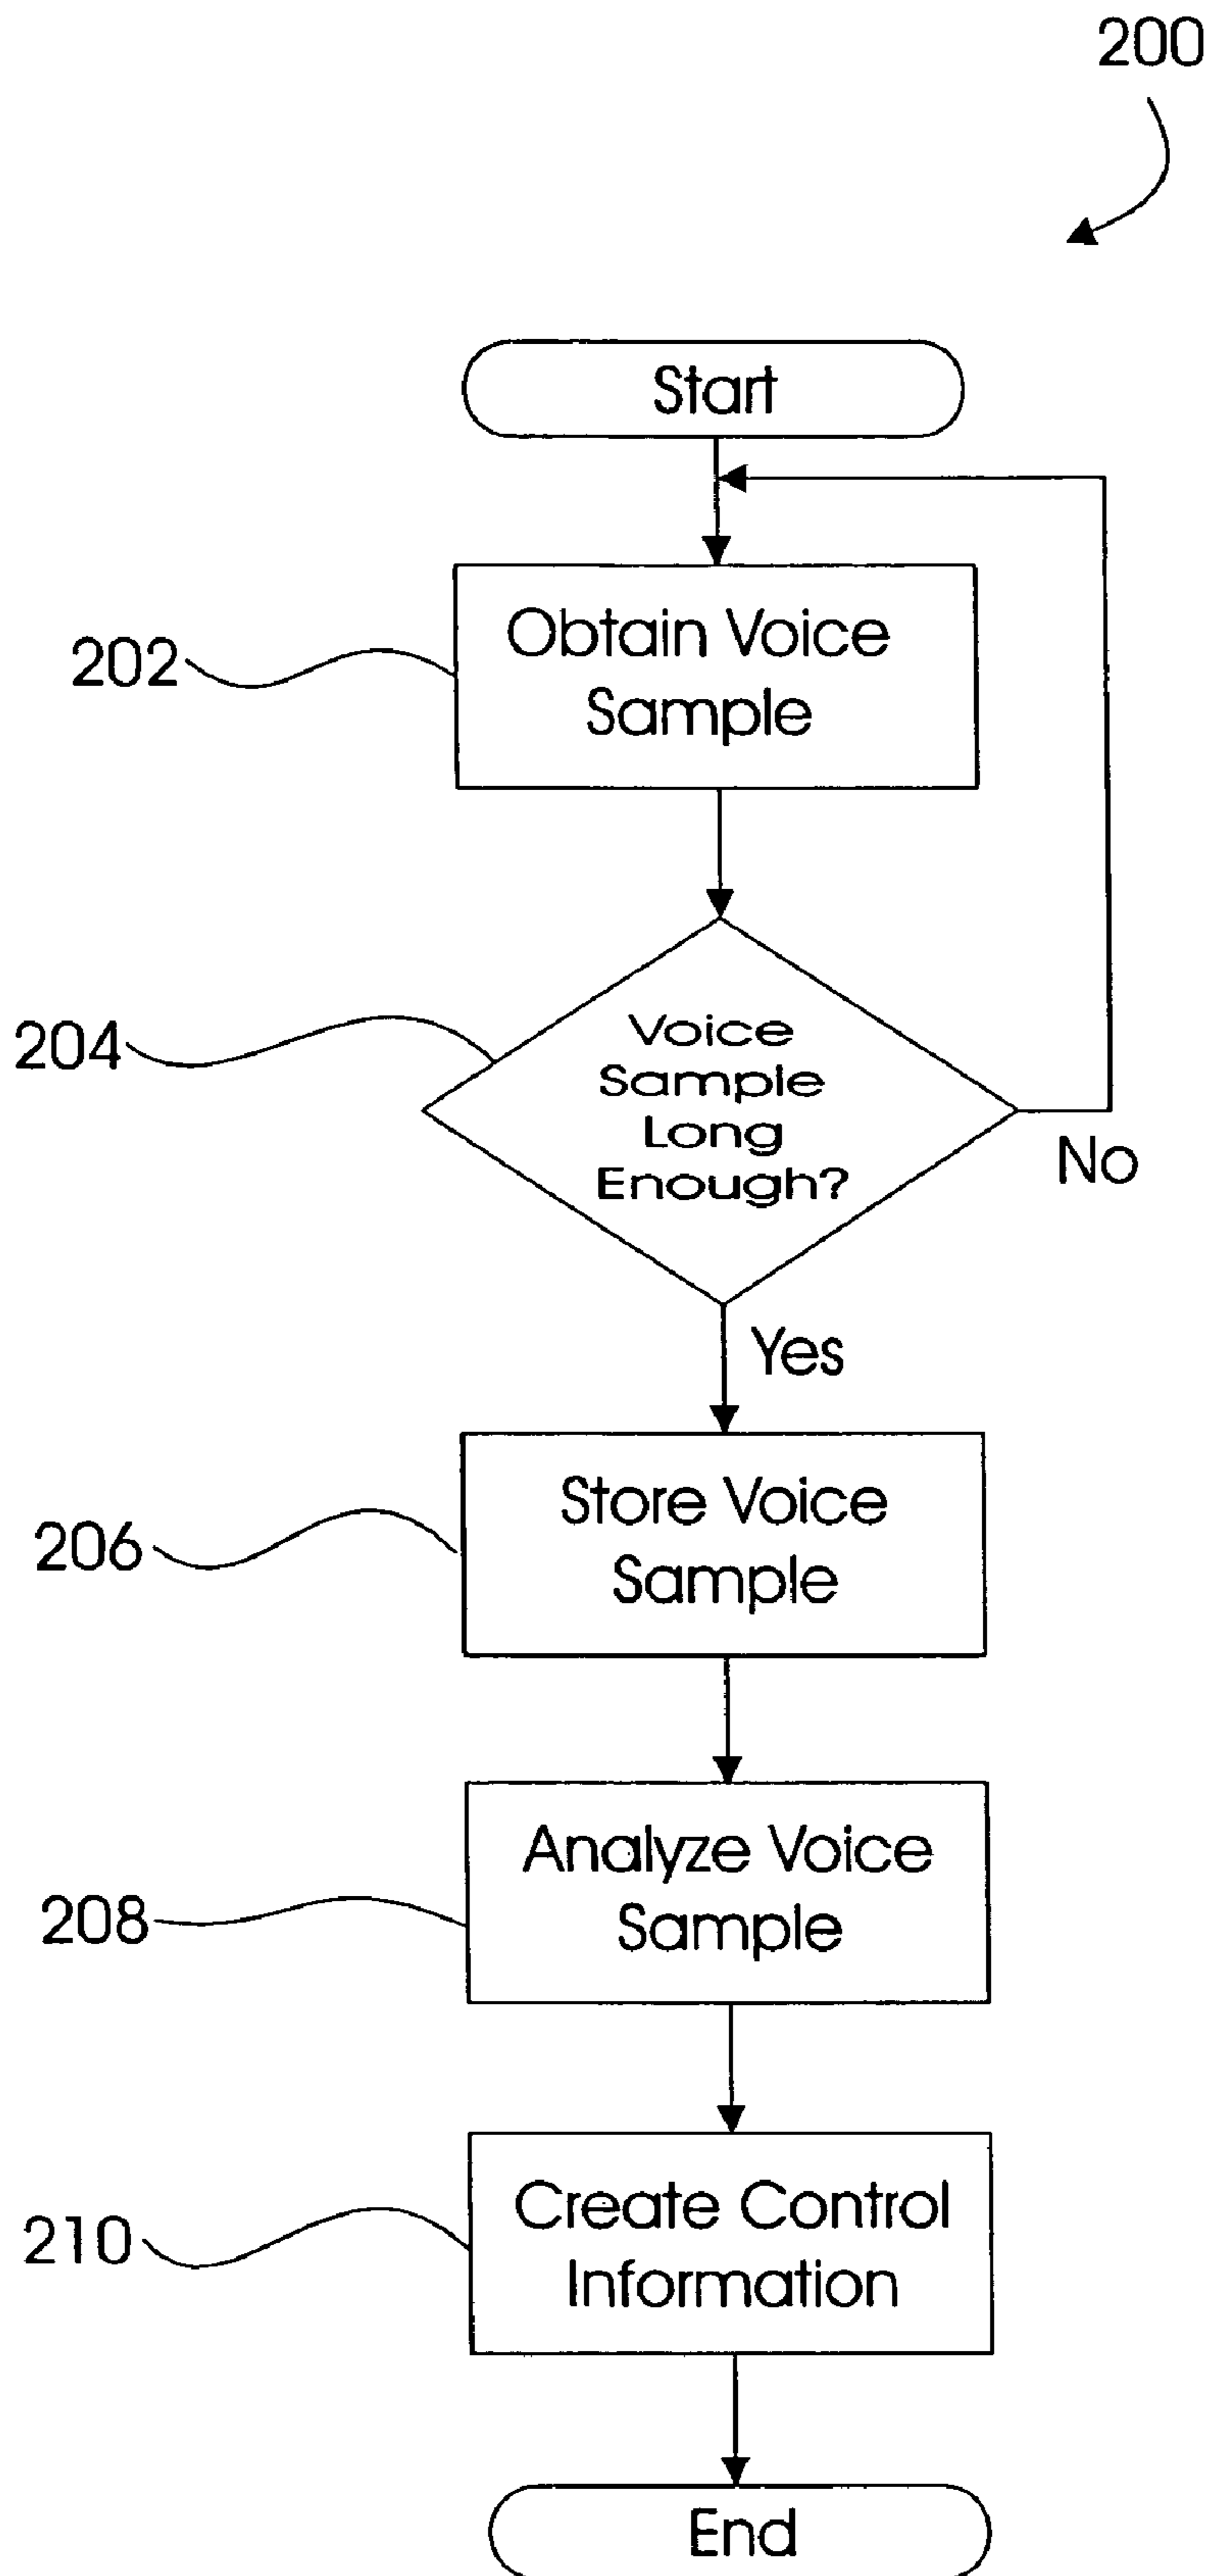 200
Start
202
Obtain Voice
Sample
204
Voice
Sample
Long
Enough?
No
Yes
206
Store Voice
Sample
208
Analyze Voice
Sample
210
Create Control
Information
End